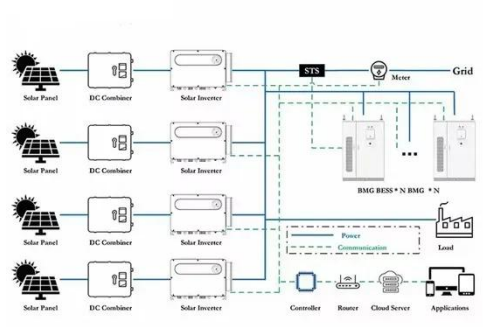 STS
Meter
Grid
Solar Panel
DC Combiner
Solar Inverter
Solar Panel
DC Combiner
Solar Inverter
BMG BESS * N BMG * N
Solar Panel
DC Combiner
Solar Inverter
Power
Communication
Load
Solar Panel
DC Combiner
Solar Inverter
Controller
Router
Cloud Server
Applications